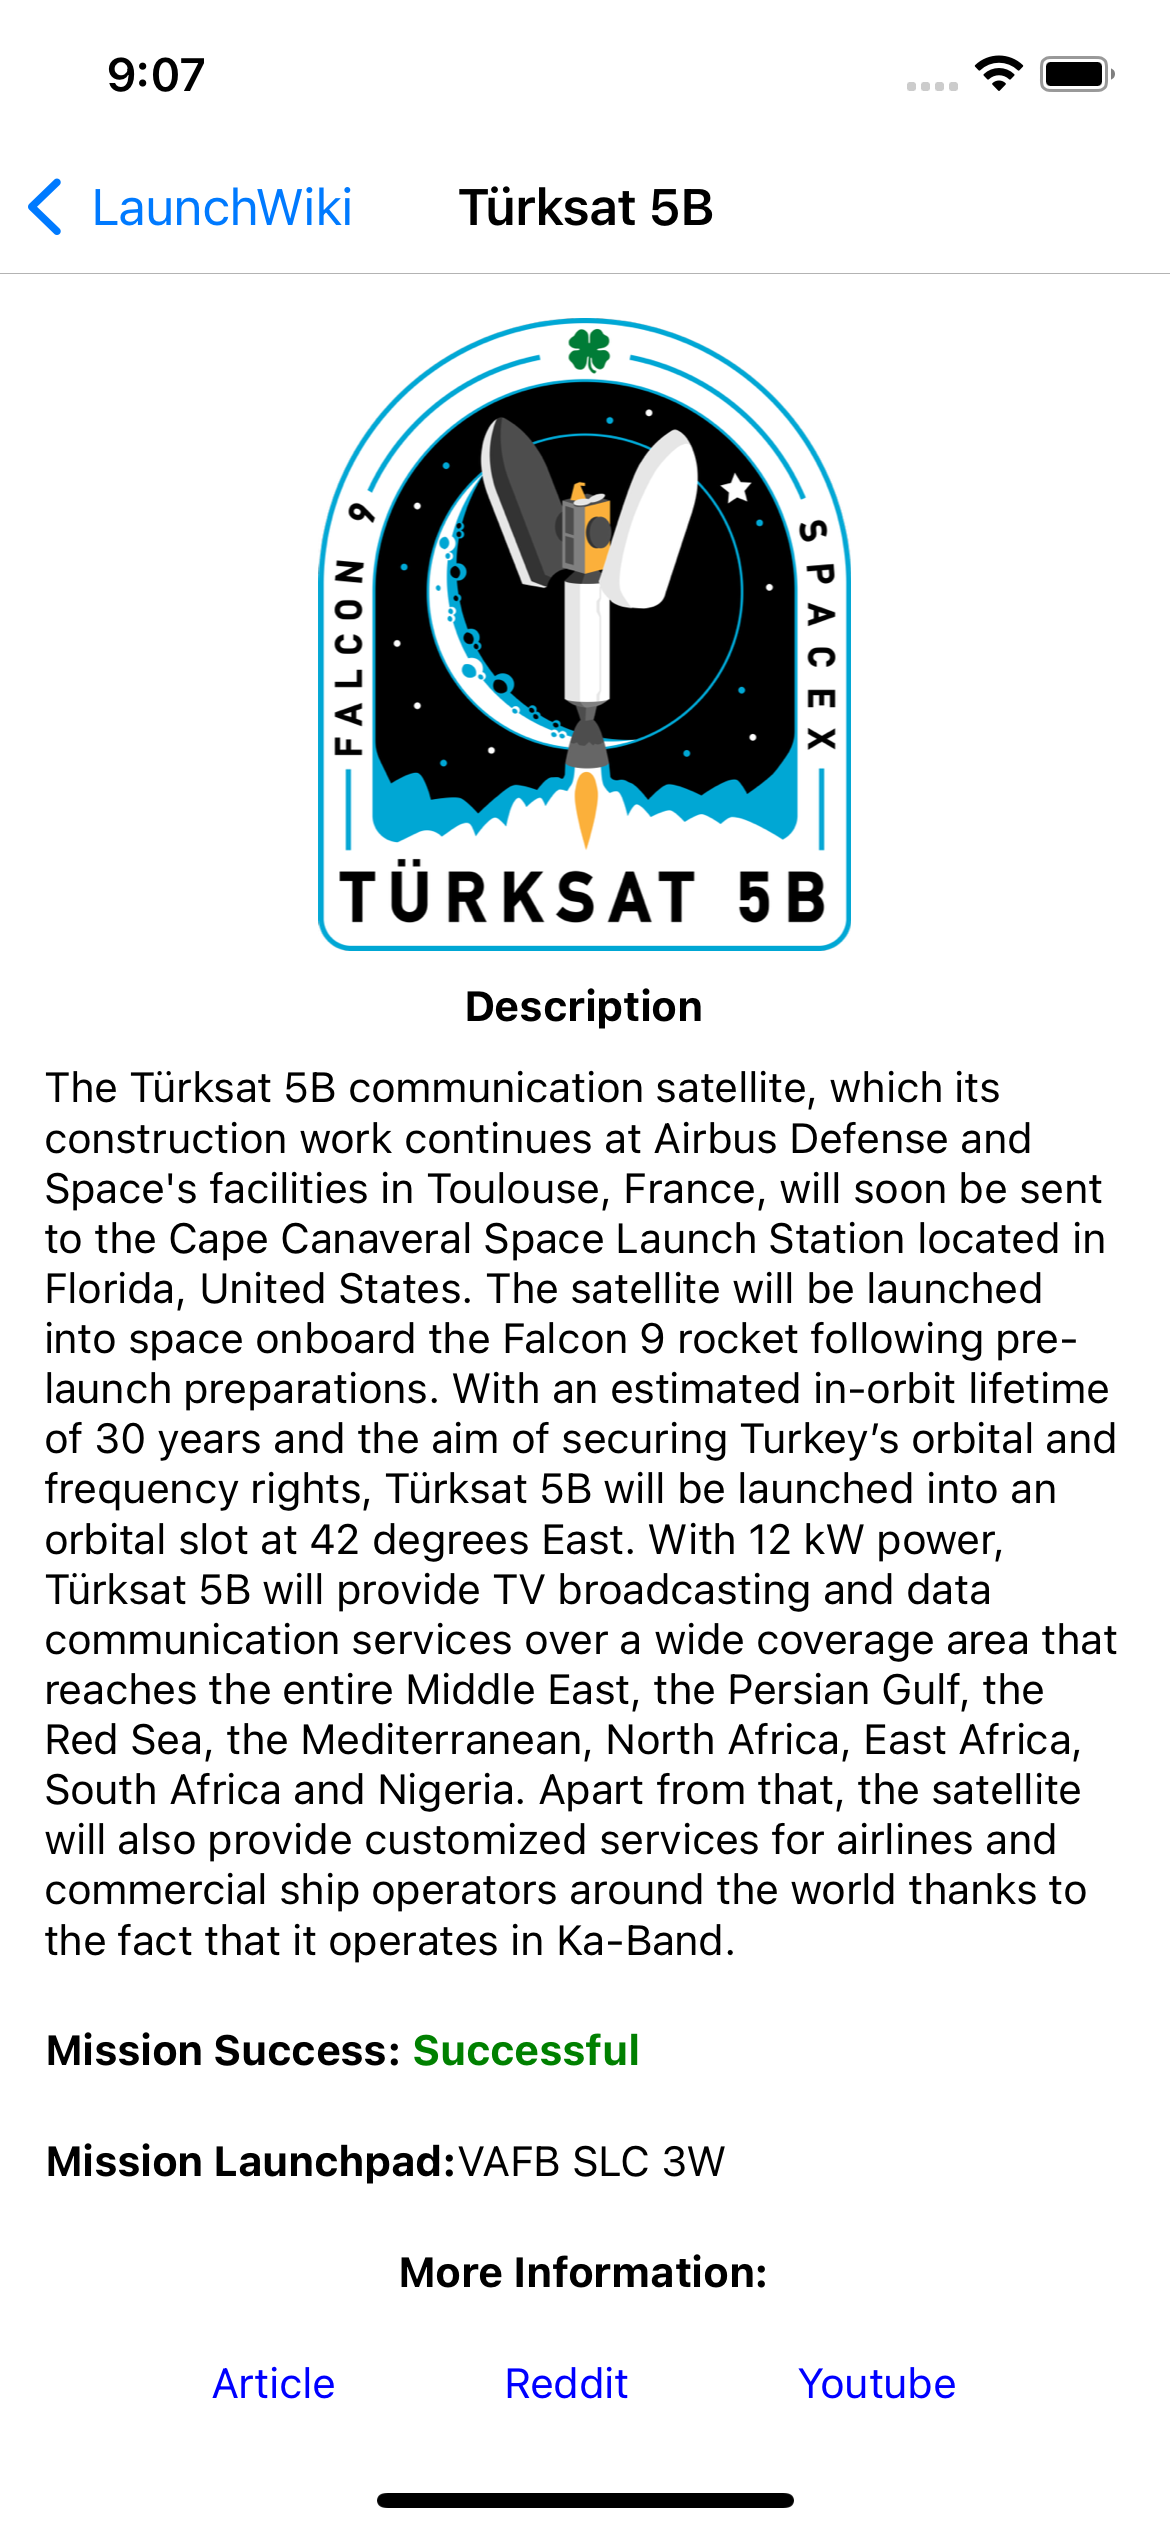 9:07
LaunchWiki
Türksat 5B
FALCON 9
SPACEX
TÜRKSAT 5B
Description
The Türksat 5B communication satellite, which its
construction work continues at Airbus Defense and
Space's facilities in Toulouse, France, will soon be sent
to the Cape Canaveral Space Launch Station located in
Florida, United States. The satellite will be launched
into space onboard the Falcon 9 rocket following pre-
launch preparations. With an estimated in-orbit lifetime
of 30 years and the aim of securing Turkey’s orbital and
frequency rights, Türksat 5B will be launched into an
orbital slot at 42 degrees East. With 12 kW power,
Türksat 5B will provide TV broadcasting and data
communication services over a wide coverage area that
reaches the entire Middle East, the Persian Gulf, the
Red Sea, the Mediterranean, North Africa, East Africa,
South Africa and Nigeria. Apart from that, the satellite
will also provide customized services for airlines and
commercial ship operators around the world thanks to
the fact that it operates in Ka-Band.
Mission Success: Successful
Mission Launchpad:VAFB SLC 3W
More Information:
Article
Reddit
Youtube